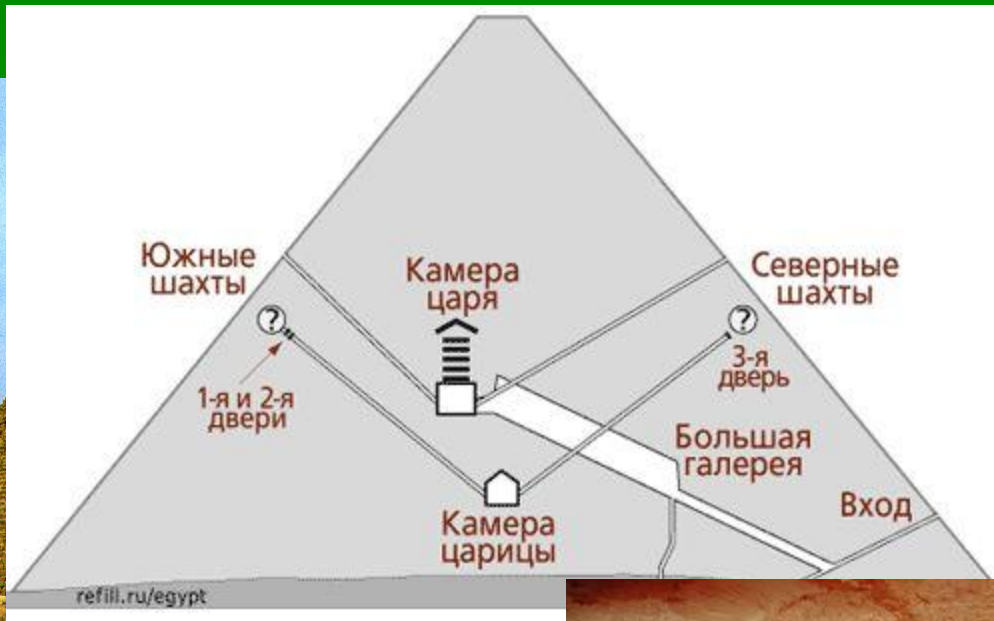 Южные
шахты
Камера
царя
Северные
шахты
?
?
1-я и 2-я
двери
3-я
дверь
Большая
галерея
Вход
Камера
царицы
refill.ru/egypt